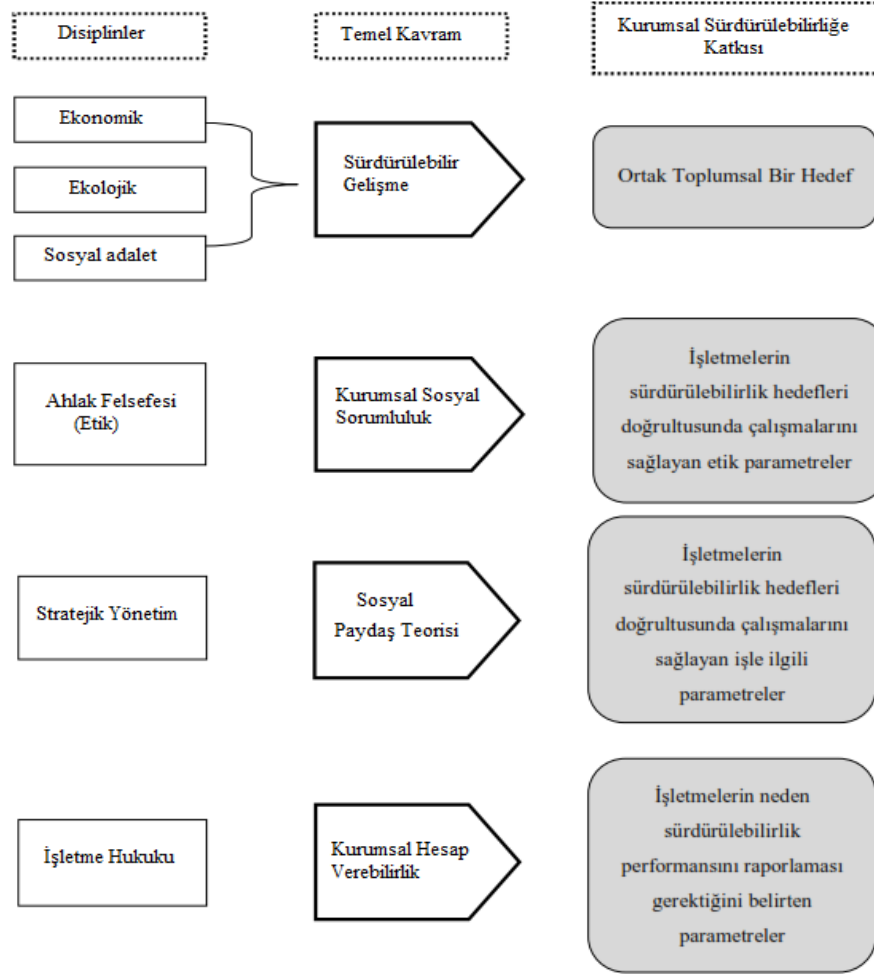 Disiplinler
Temel Kavram
Kurumsal Sürdürülebilirliğe
Katkısı
Ekonomik
Ekolojik
Sosyal adalet
Sürdürülebilir
Gelişme
Ortak Toplumsal Bir Hedef
Ahlak Felsefesi
(Etik)
Kurumsal Sosyal
Sorumluluk
İşletmelerin
sürdürülebilirlik hedefleri
doğrultusunda çalışmalarını
sağlayan etik parametreler
Stratejik Yönetim
Sosyal
Paydaş Teorisi
İşletmelerin
sürdürülebilirlik hedefleri
doğrultusunda çalışmalarını
sağlayan işle ilgili
parametreler
İşletme Hukuku
Kurumsal Hesap
Verebilirlik
İşletmelerin neden
sürdürülebilirlik
performansını raporlaması
gerektiğini belirten
parametreler